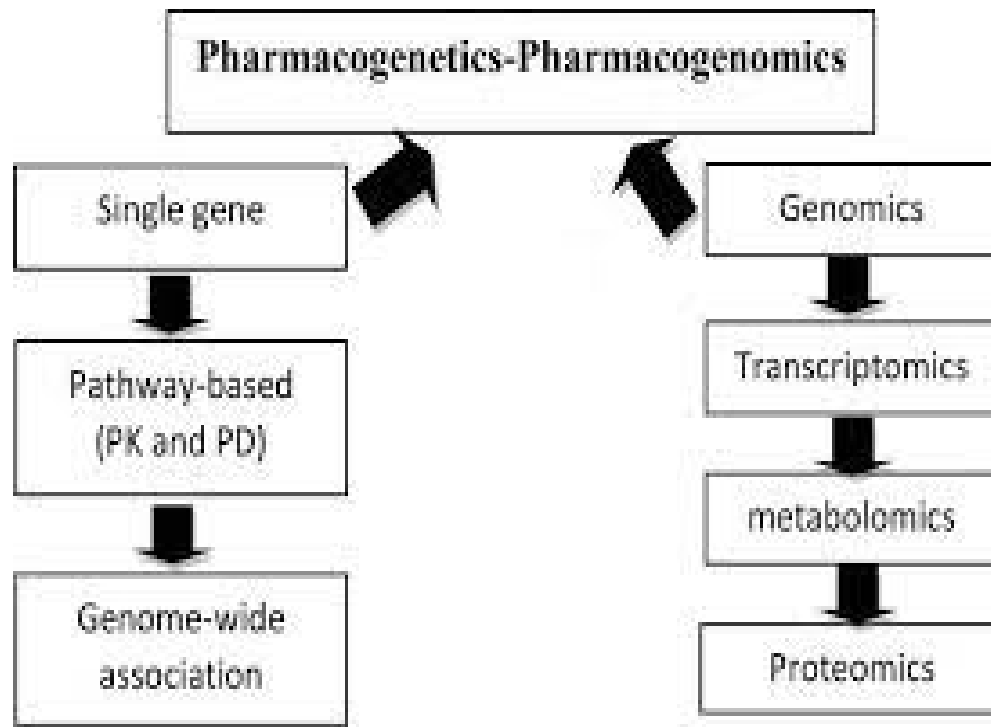 Pharmacogenetics-Pharmacogenomics
Single gene
Pathway-based
(PK and PD)
Genome-wide
association
Genomics
Transcriptomics
metabolomics
Proteomics